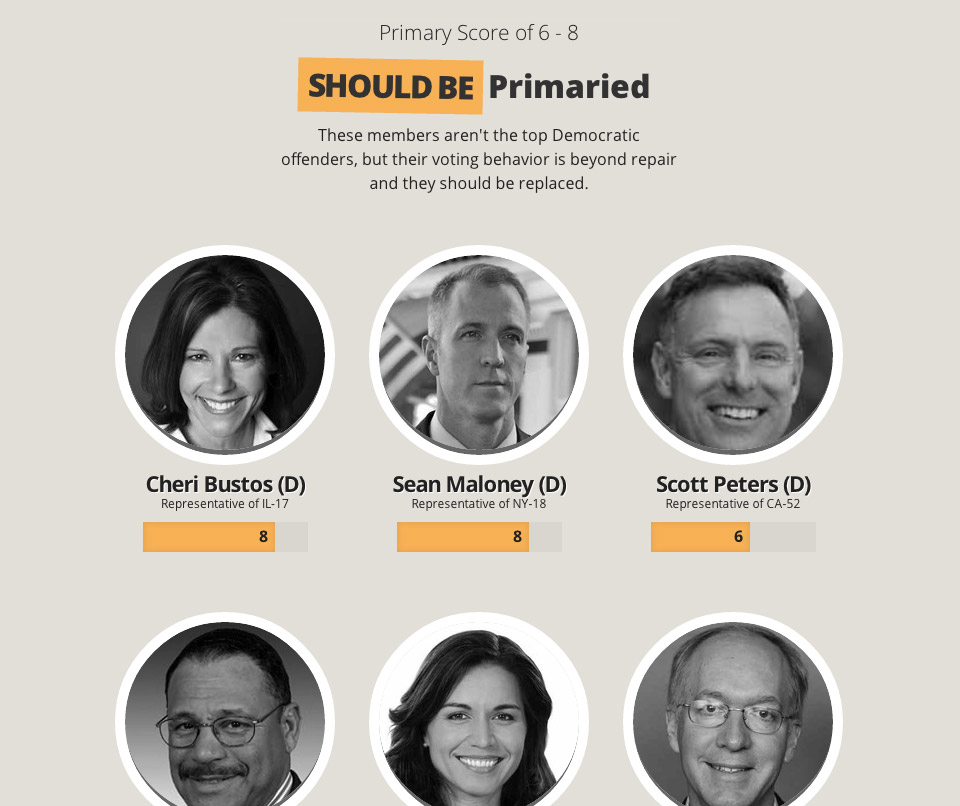 Primary Score of 6 - 8
SHOULD BE Primaried
These members aren't the top Democratic
offenders, but their voting behavior is beyond repair
and they should be replaced.
Cheri Bustos (D)
Representative of IL-17
8
Sean Maloney (D)
Representative of NY-18
8
Scott Peters (D)
Representative of CA-52
6